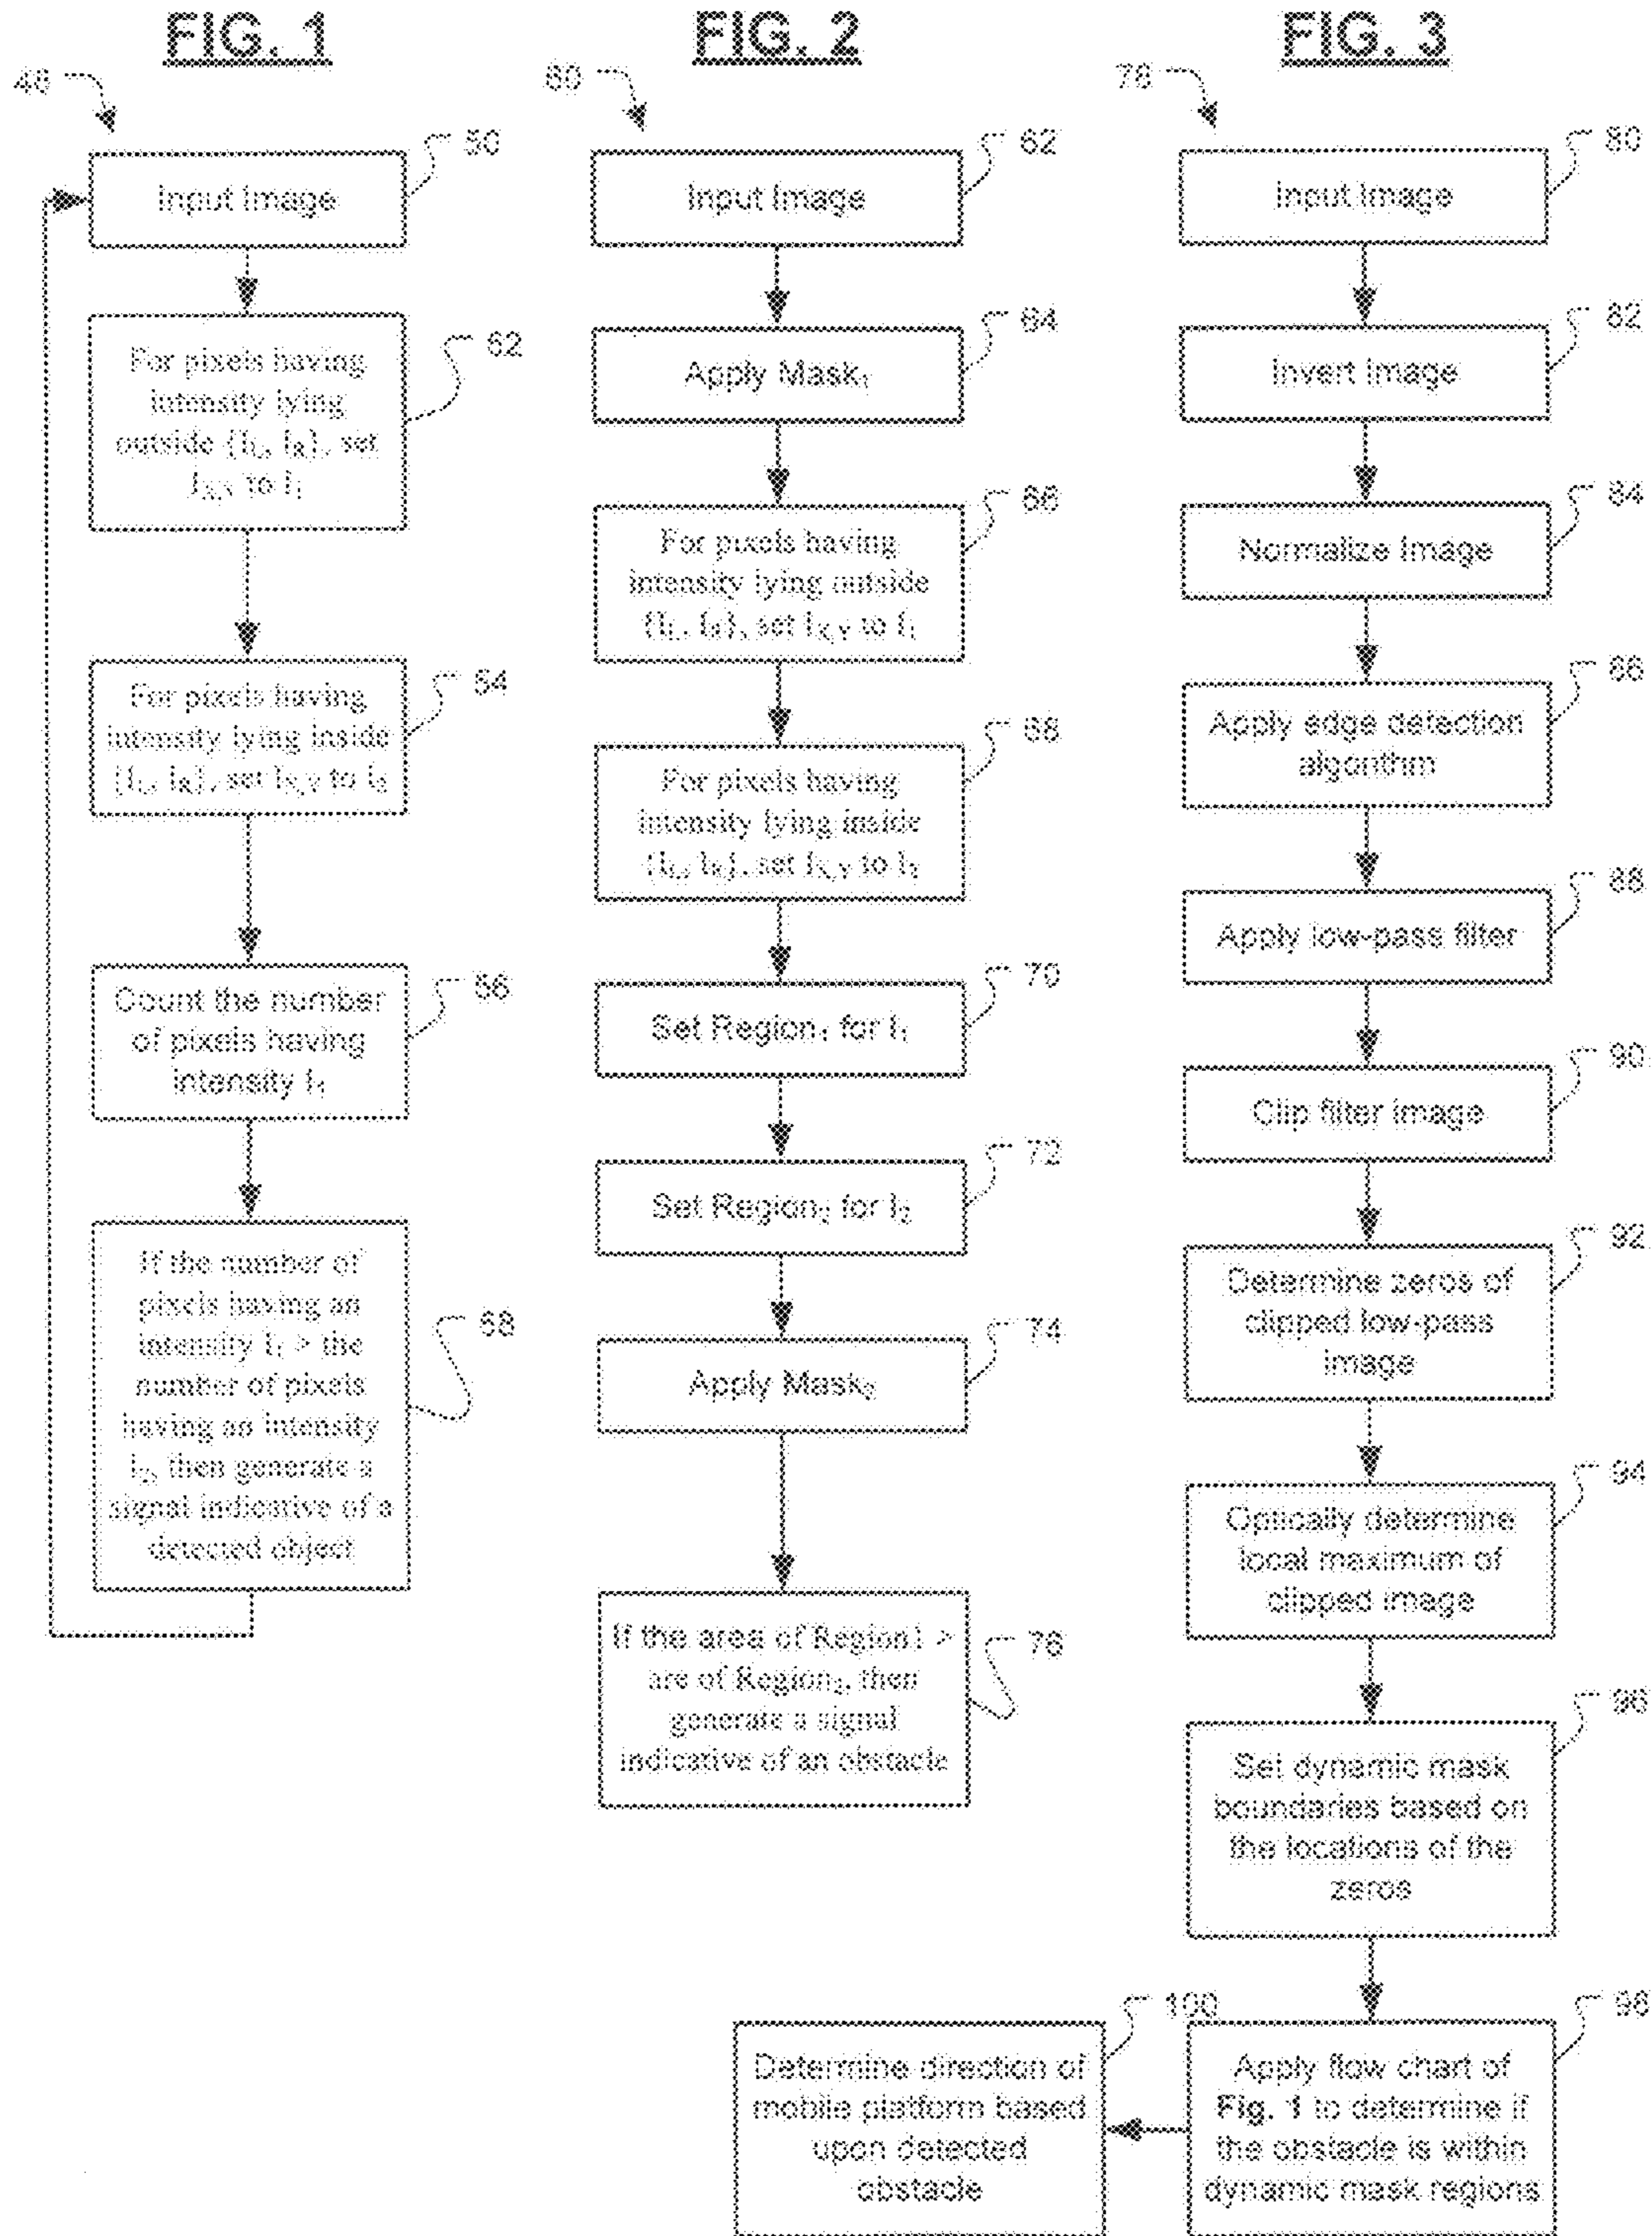 FIG. 1
48
50
Input Image
62
For pixels having
intensity lying
outside {I_L, I_R}, set
I_X,Y to I_1
54
For pixels having
intensity lying inside
{I_L, I_R}, set I_X,Y to I_2
56
Count the number
of pixels having
intensity I_1
58
If the number of
pixels having an
intensity I_1 > the
number of pixels
having an intensity
I_2, then generate a
signal indicative of a
detected object
FIG. 2
60
62
Input Image
64
Apply Mask_1
66
For pixels having
intensity lying outside
{I_L, I_R}, set I_X,Y to I_1
68
For pixels having
intensity lying inside
{I_L, I_R}, set I_X,Y to I_2
70
Set Region_1 for I_1
72
Set Region_2 for I_2
74
Apply Mask_2
76
If the area of Region1 >
are of Region_2, then
generate a signal
indicative of an obstacle
FIG. 3
78
80
Input Image
82
Invert Image
84
Normalize Image
86
Apply edge detection
algorithm
88
Apply low-pass filter
90
Clip filter image
92
Determine zeros of
clipped low-pass
image
94
Optically determine
local maximum of
clipped image
96
Set dynamic mask
boundaries based on
the locations of the
zeros
98
Apply flow chart of
Fig. 1 to determine if
the obstacle is within
dynamic mask regions
100
Determine direction of
mobile platform based
upon detected
obstacle